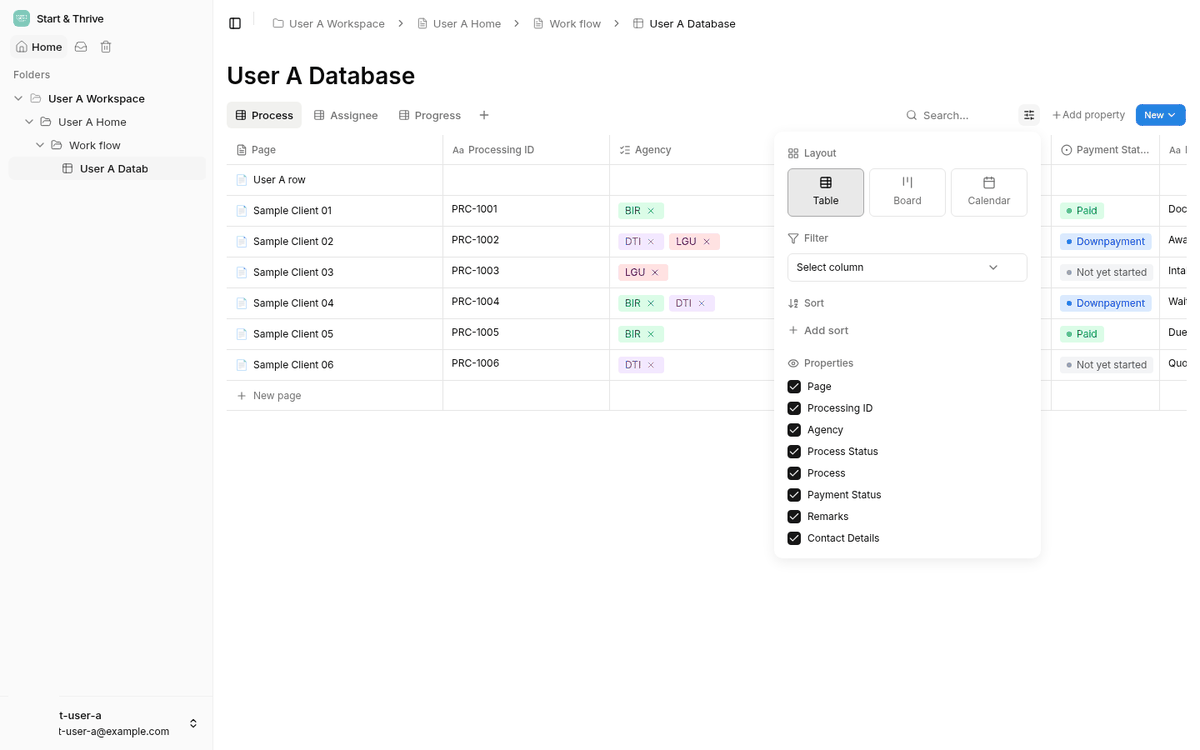 Start & Thrive
Home
Folders
User A Workspace
User A Home
Work flow
User A Datab
t-user-a
t-user-a@example.com
User A Workspace > User A Home > Work flow > User A Database
User A Database
Process Assignee Progress
Search... + Add property New
Page Aa Processing ID Agency Payment Stat... Aa
User A row
Sample Client 01 PRC-1001 BIR × Paid Doc
Sample Client 02 PRC-1002 DTI × LGU × Downpayment Awa
Sample Client 03 PRC-1003 LGU × Not yet started Inta
Sample Client 04 PRC-1004 BIR × DTI × Downpayment Wai
Sample Client 05 PRC-1005 BIR × Paid Due
Sample Client 06 PRC-1006 DTI × Not yet started Quo
+ New page
Layout
Table Board Calendar
Filter
Select column
Sort
+ Add sort
Properties
Page
Processing ID
Agency
Process Status
Process
Payment Status
Remarks
Contact Details